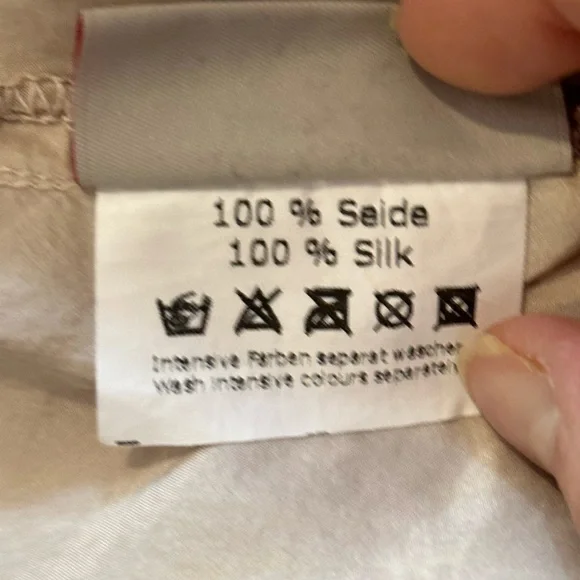 100 % Seide
100 % Silk
Intensive Farben separat waschen
Wash intensive colours separately